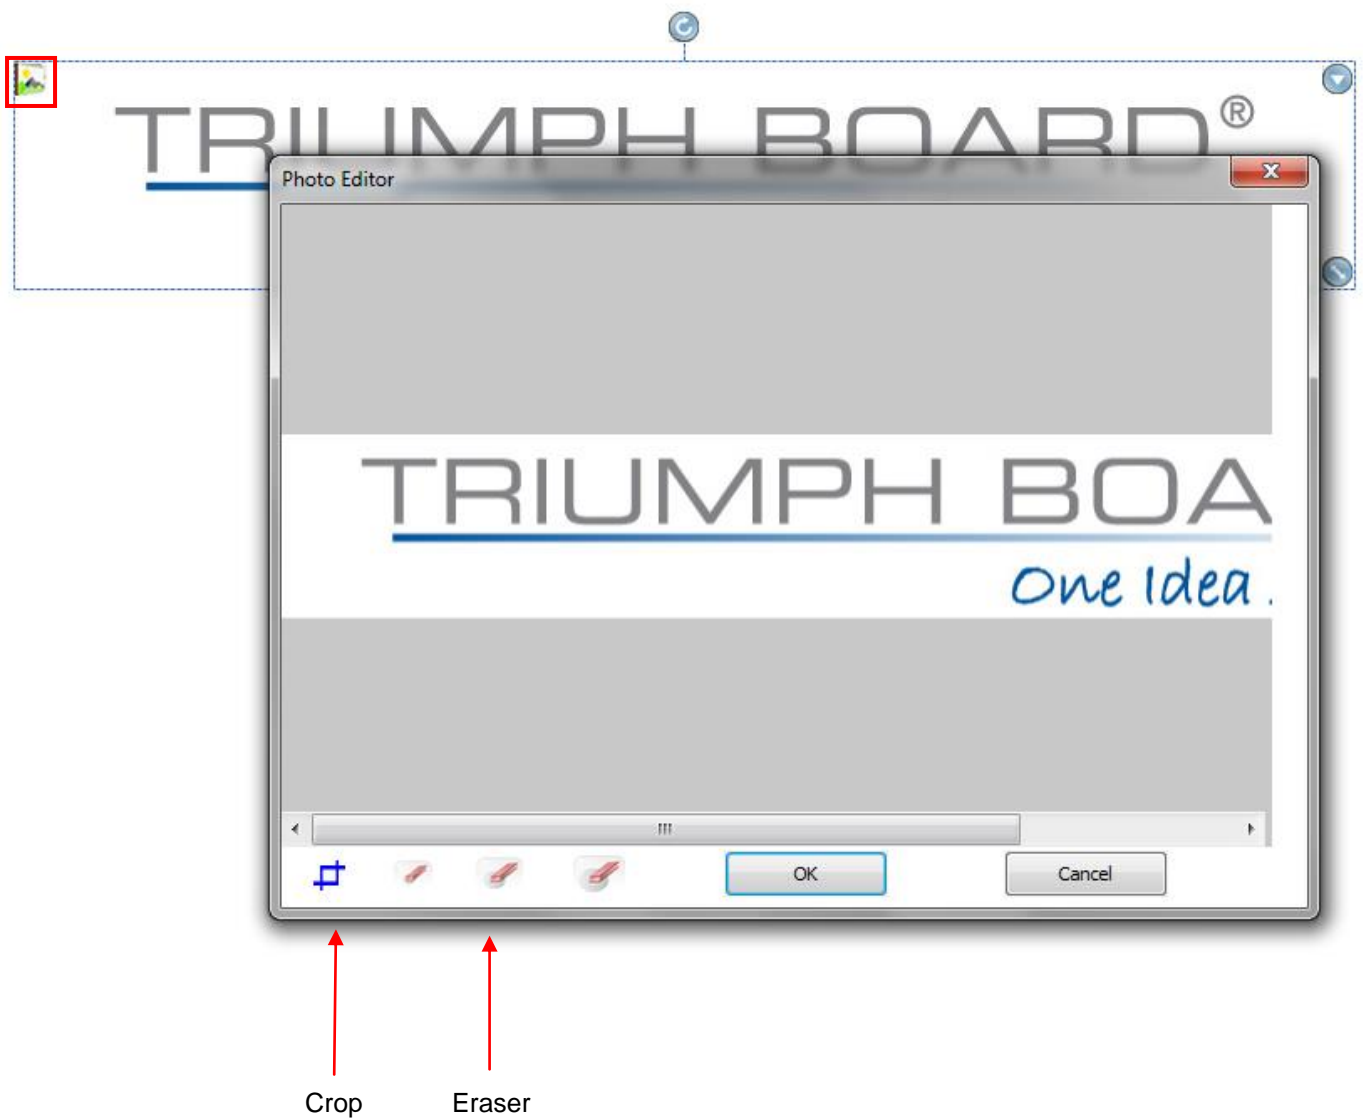 TRIUMPH BOARD®
Photo Editor
TRIUMPH BOA
One Idea .
OK Cancel
Crop Eraser